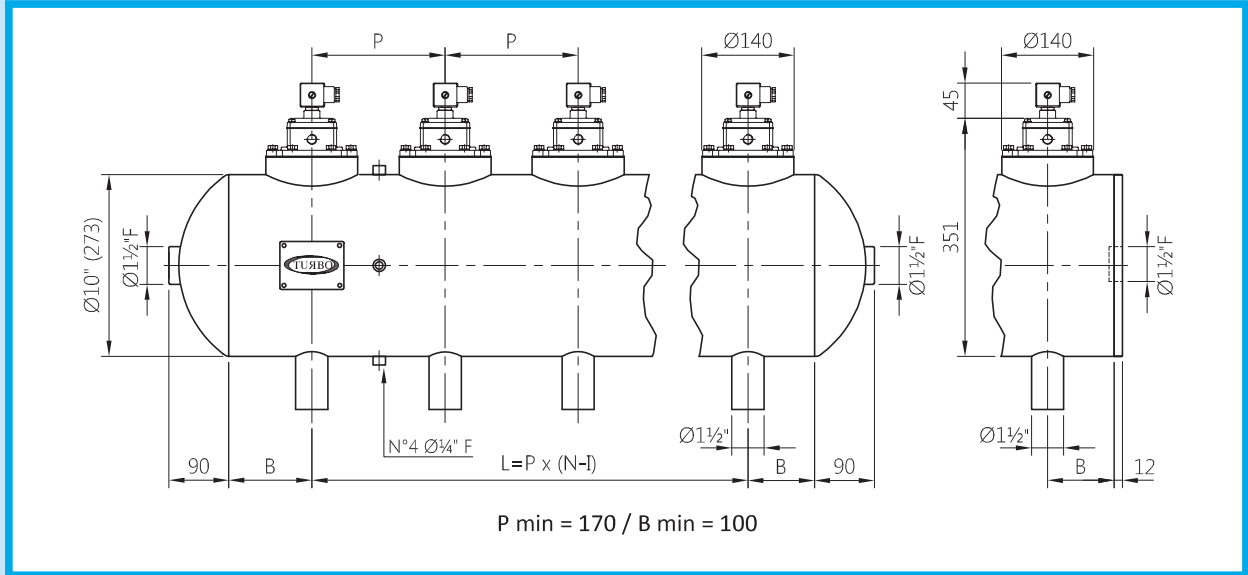 P P Ø140 Ø140
45
351
Ø10" (273)
Ø1½"F
TURBO
Ø1½"F
Ø1½"F
N°4 Ø¼" F
Ø1½"
Ø1½"
90 B L=P x (N-I) B 90 B 12
P min = 170 / B min = 100